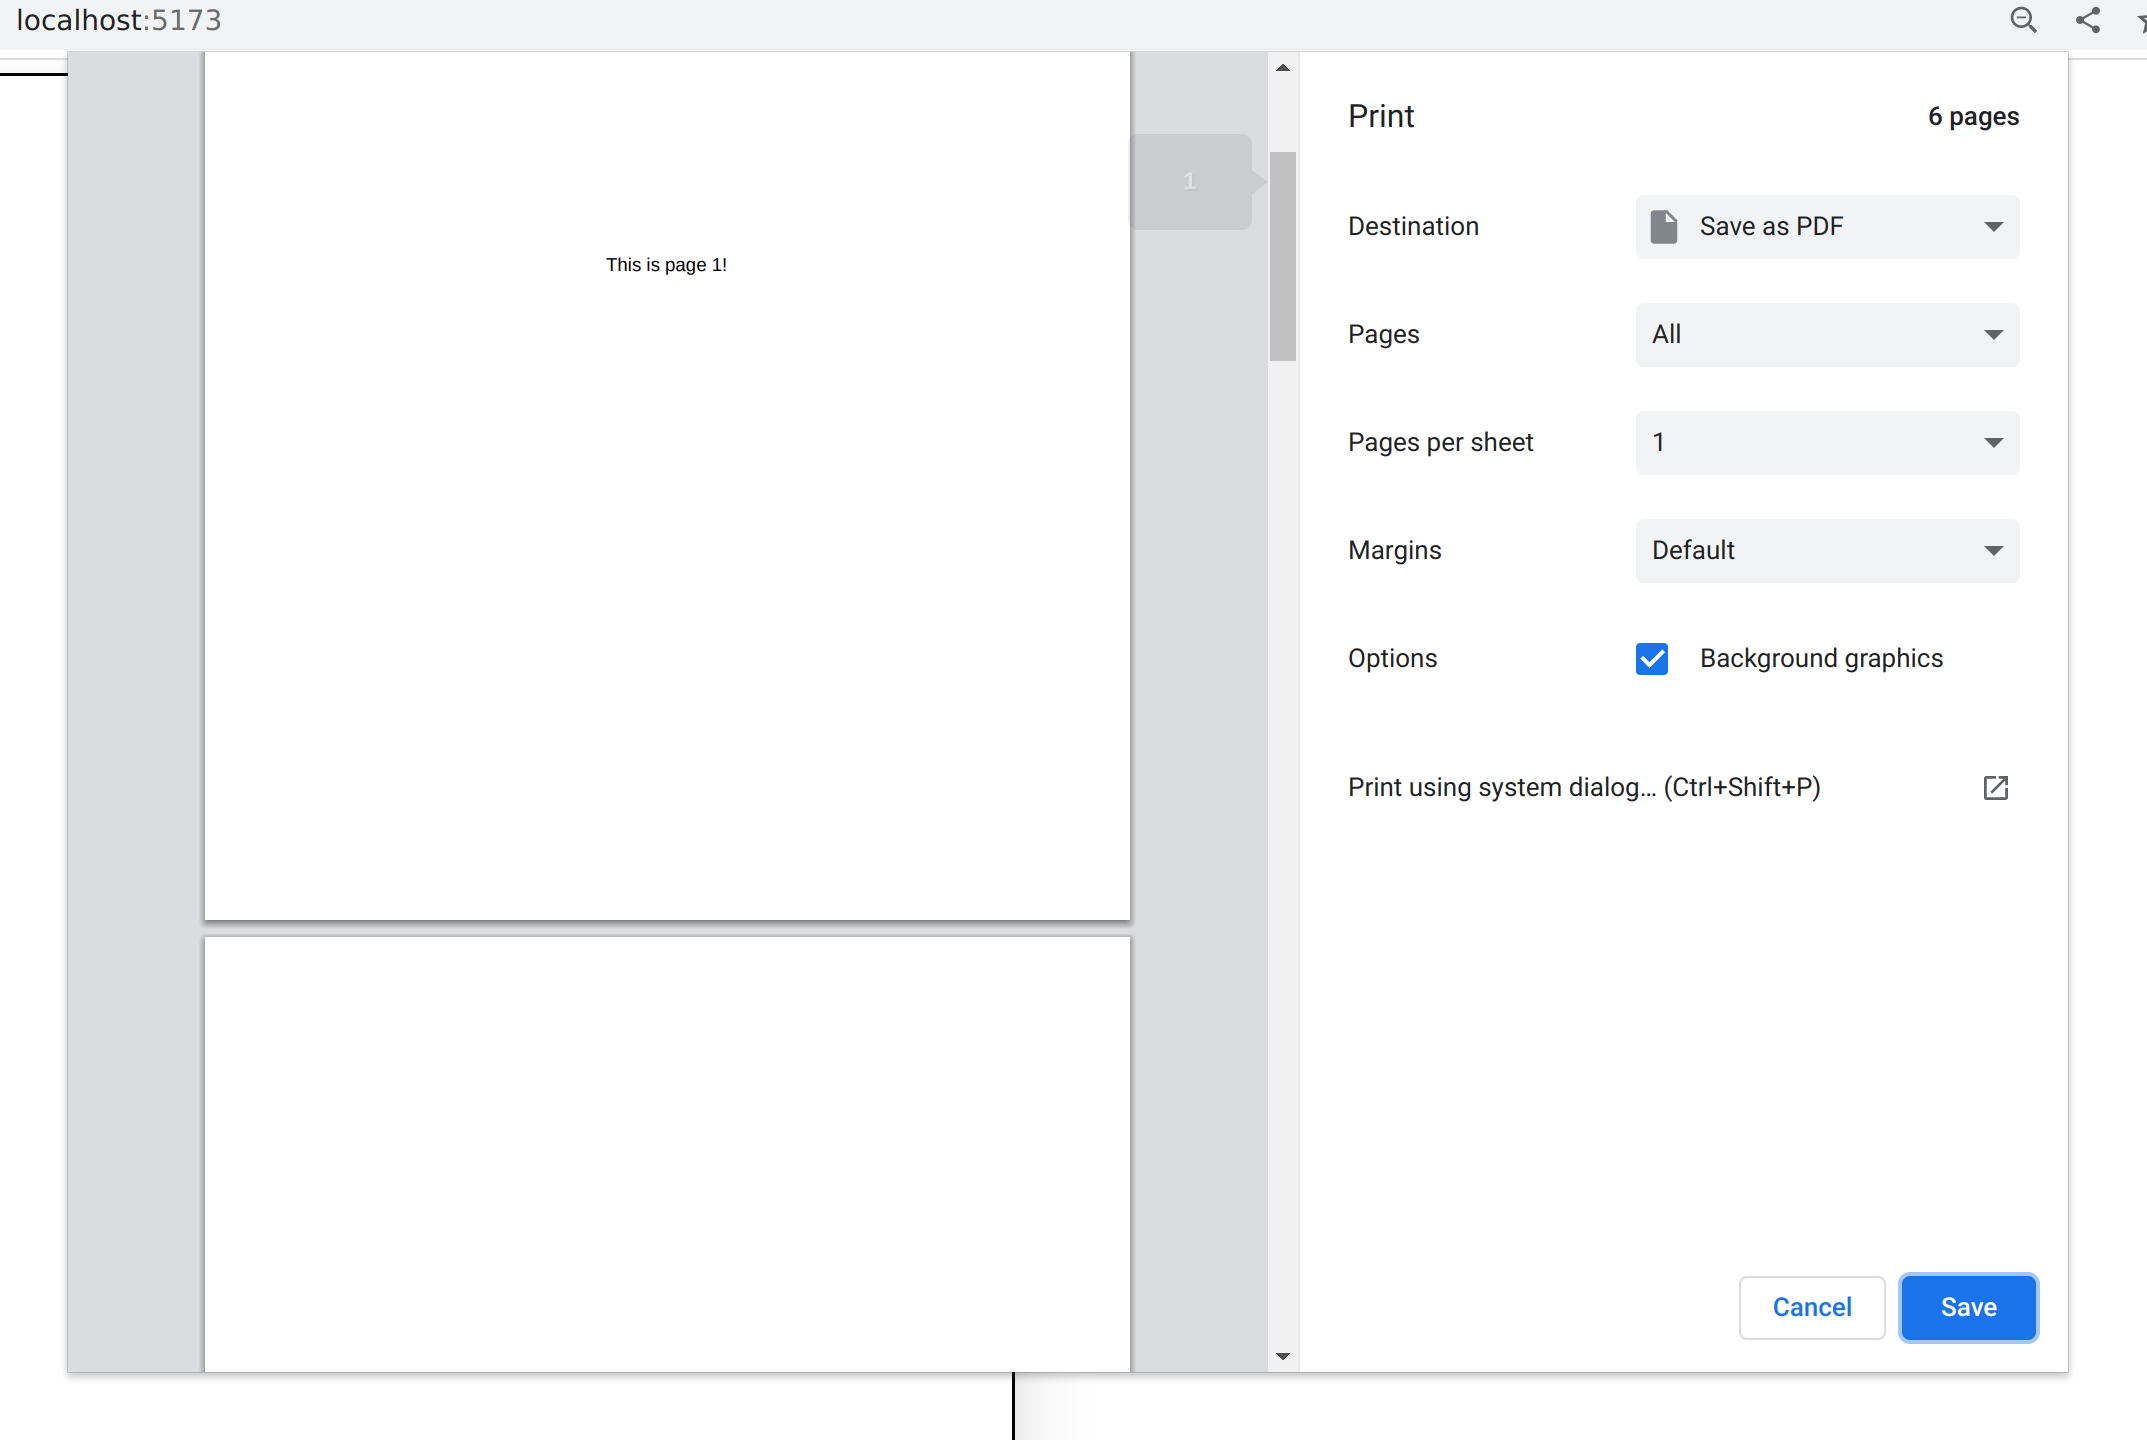 localhost:5173
Print
6 pages
1
Destination
Save as PDF
This is page 1!
Pages
All
Pages per sheet
1
Margins
Default
Options
Background graphics
Print using system dialog... (Ctrl+Shift+P)
Cancel
Save